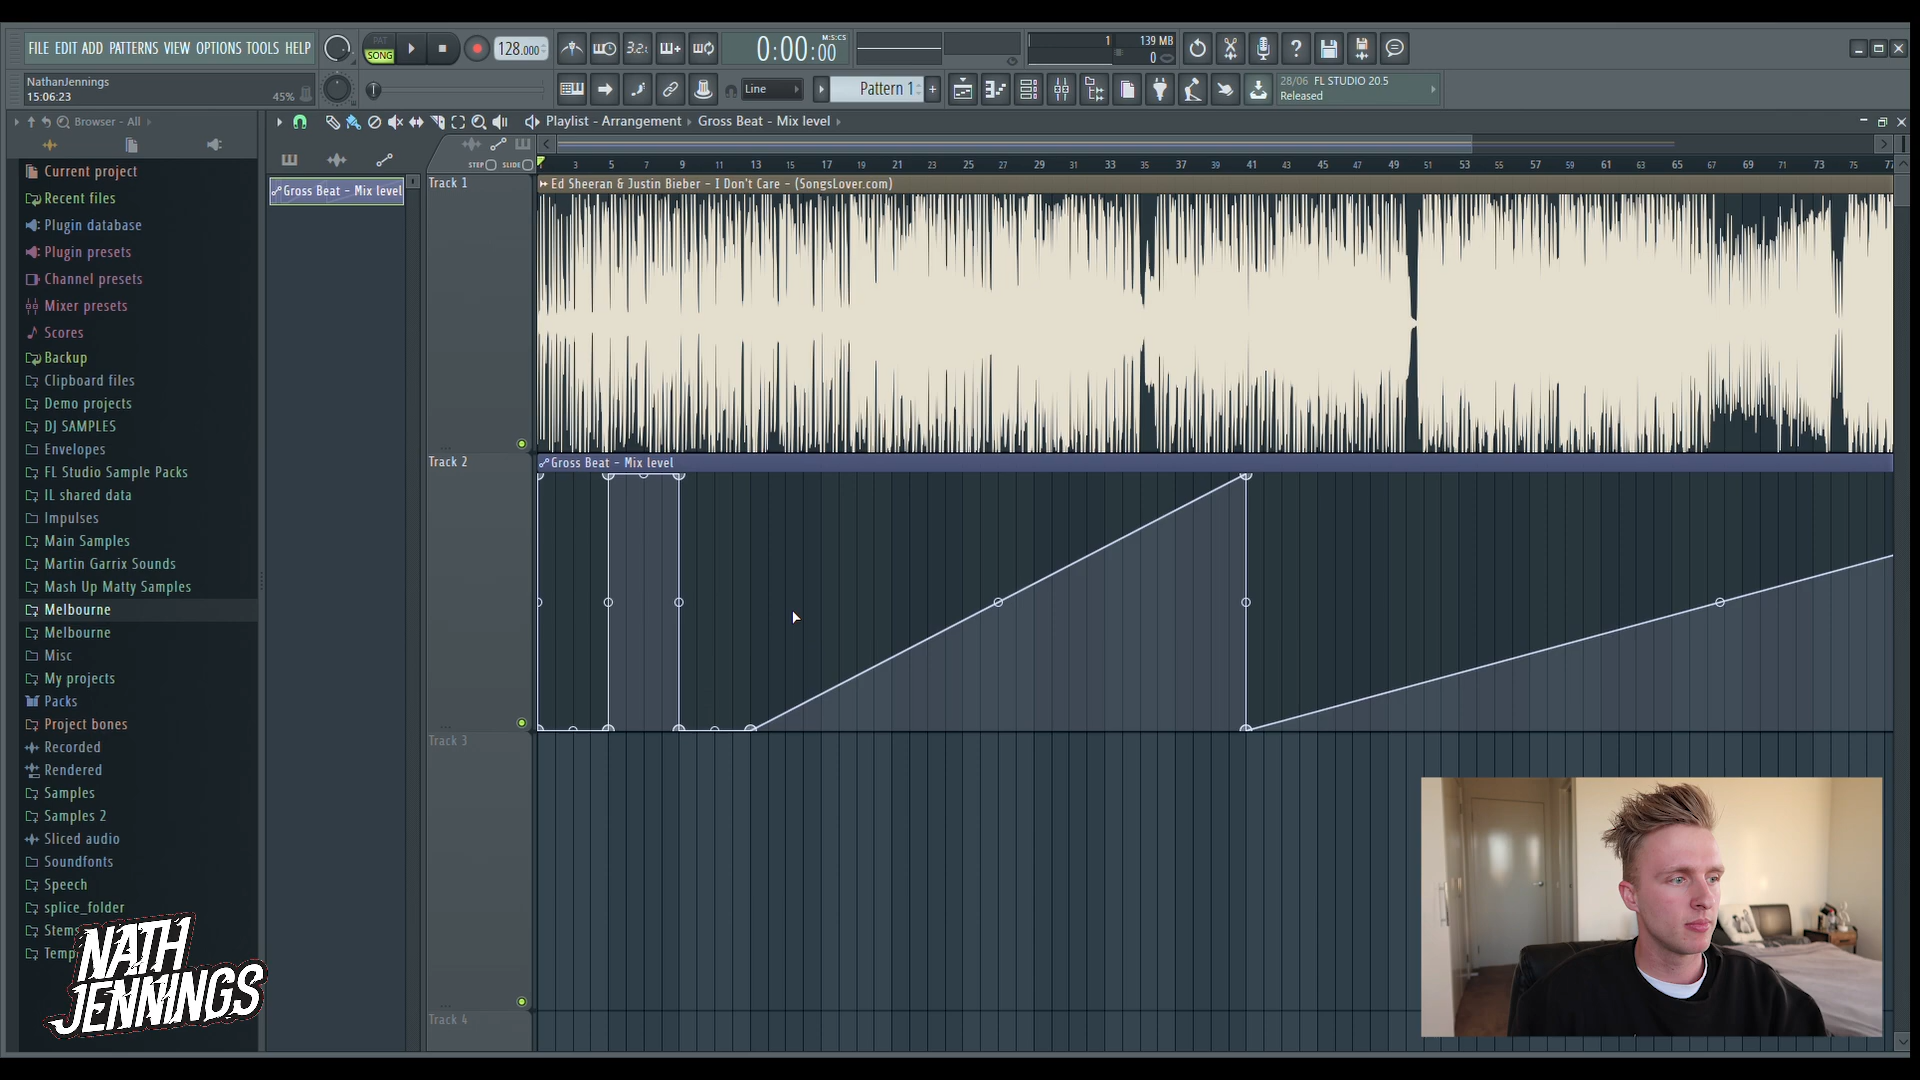 FILE EDIT ADD PATTERNS VIEW OPTIONS TOOLS HELP
PAT
SONG
128.000
3.2:
0:00:00
M:S:CS
1
139 MB
0
NathanJennings
15:06:23
45%
Line
Pattern 1
+
28/06 FL STUDIO 20.5
Released
Browser - All
Playlist - Arrangement
Gross Beat - Mix level
STEP
SLIDE
3 5 7 9 11 13 15 17 19 21 23 25 27 29 31 33 35 37 39 41 43 45 47 49 51 53 55 57 59 61 63 65 67 69 71 73 75 77
Current project
Recent files
Plugin database
Plugin presets
Channel presets
Mixer presets
Scores
Backup
Clipboard files
Demo projects
DJ SAMPLES
Envelopes
FL Studio Sample Packs
IL shared data
Impulses
Main Samples
Martin Garrix Sounds
Mash Up Matty Samples
Melbourne
Melbourne
Misc
My projects
Packs
Project bones
Recorded
Rendered
Samples
Samples 2
Sliced audio
Soundfonts
Speech
splice_folder
Stems
Temp
Gross Beat - Mix level
Track 1
Ed Sheeran & Justin Bieber - I Don't Care - (SongsLover.com)
Track 2
Gross Beat - Mix level
Track 3
Track 4
NATH
JENNINGS